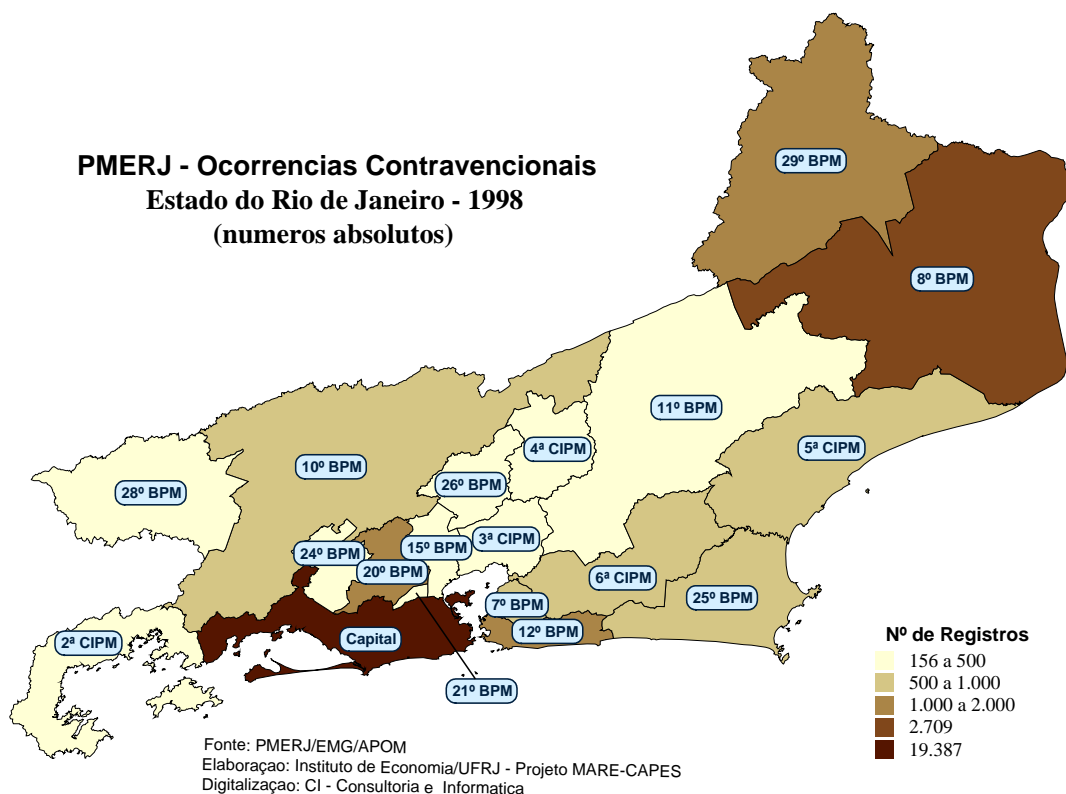 PMERJ - Ocorrencias Contravencionais
Estado do Rio de Janeiro - 1998
(numeros absolutos)
29º BPM
8º BPM
11º BPM
4ª CIPM
5ª CIPM
10º BPM
26º BPM
28º BPM
3ª CIPM
15º BPM
24º BPM
20º BPM
6ª CIPM
25º BPM
7º BPM
12º BPM
Capital
2ª CIPM
21º BPM
Nº de Registros
156 a 500
500 a 1.000
1.000 a 2.000
2.709
19.387
Fonte: PMERJ/EMG/APOM
Elaboraçao: Instituto de Economia/UFRJ - Projeto MARE-CAPES
Digitalizaçao: CI - Consultoria e Informatica